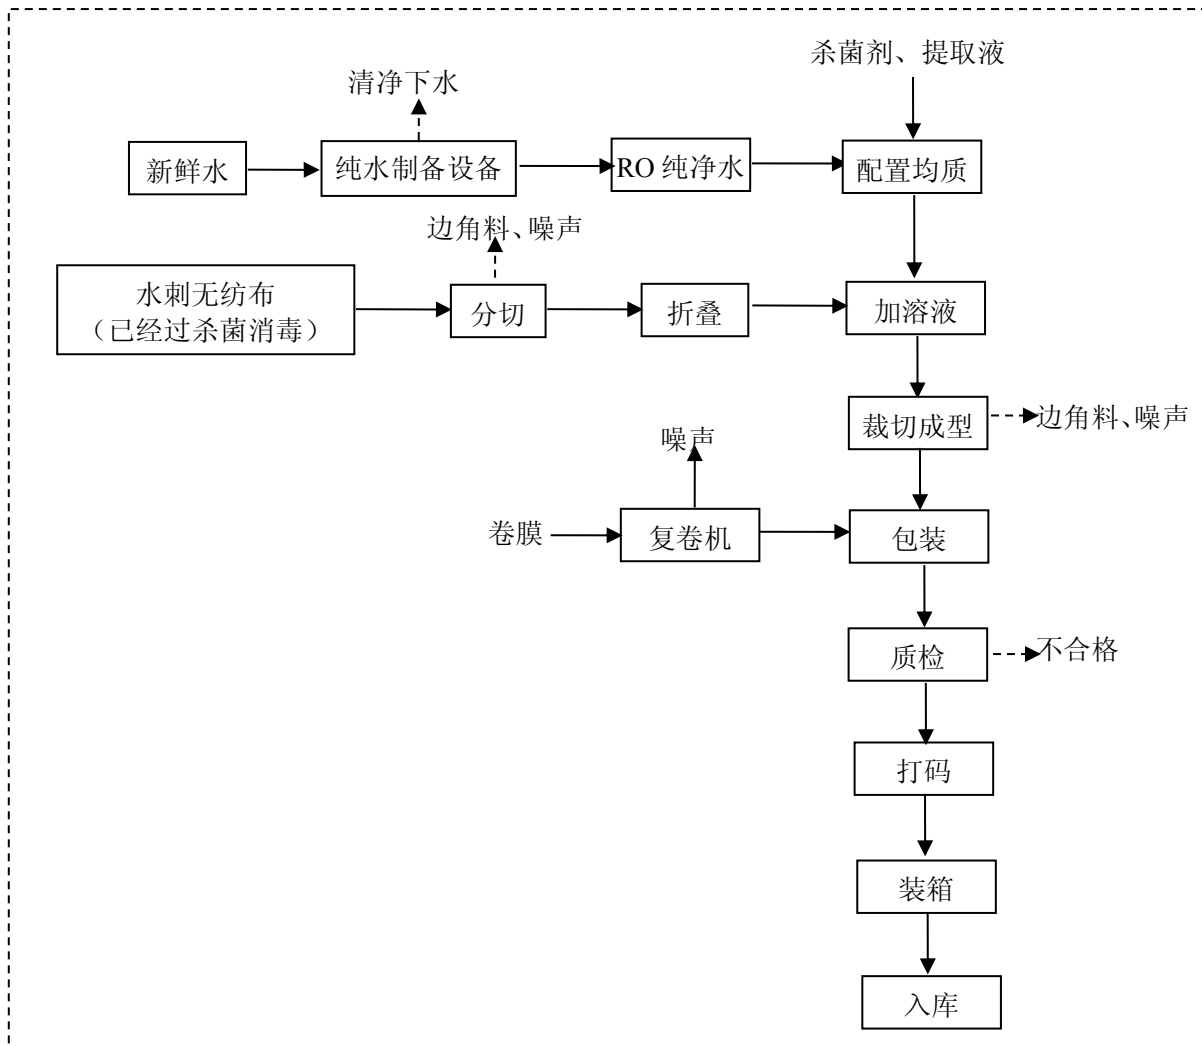 杀菌剂、提取液
清净下水
新鲜水
纯水制备设备
RO 纯净水
配置均质
边角料、噪声
水刺无纺布
（已经过杀菌消毒）
分切
折叠
加溶液
裁切成型
边角料、噪声
噪声
卷膜
复卷机
包装
质检
不合格
打码
装箱
入库